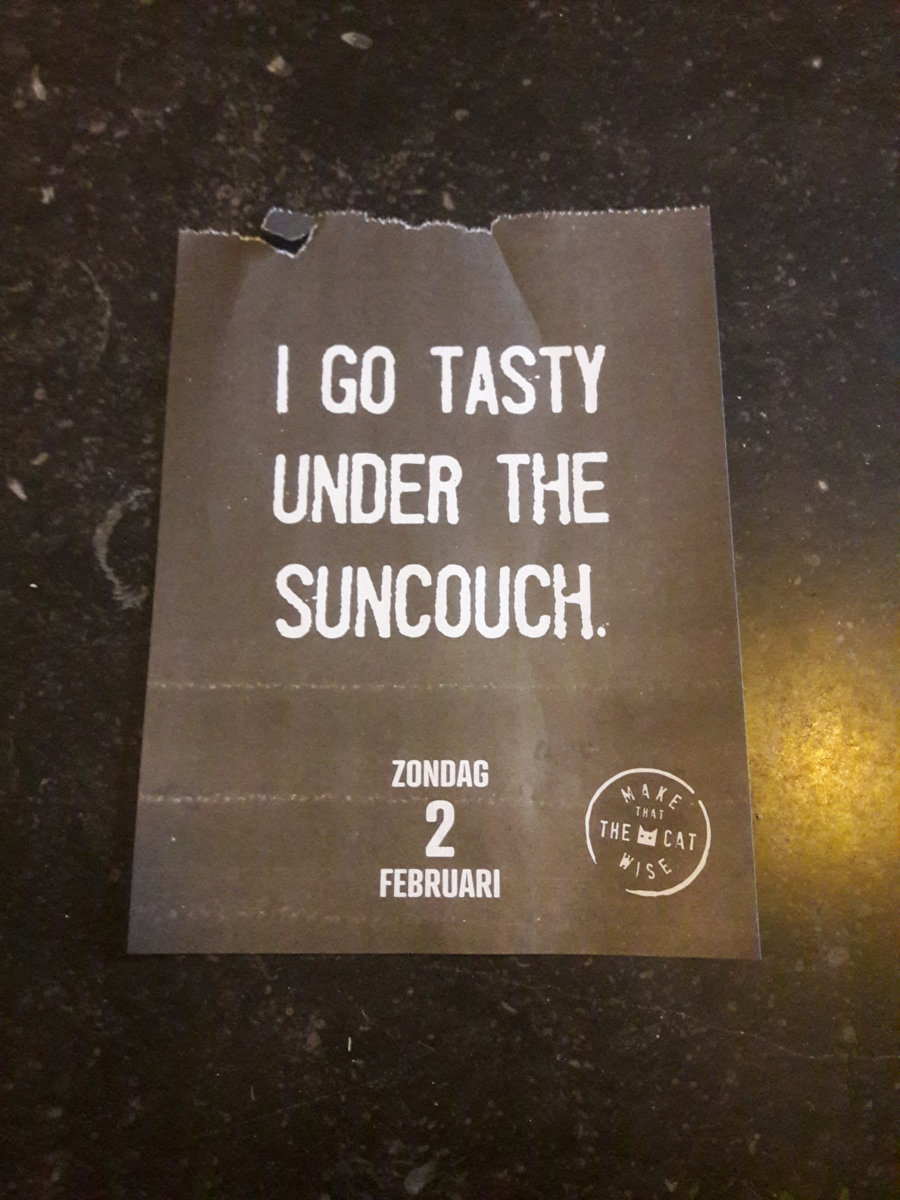 I GO TASTY
UNDER THE
SUNCOUCH.
ZONDAG
2
FEBRUARI
MAKE
THAT
THE CAT
WISE